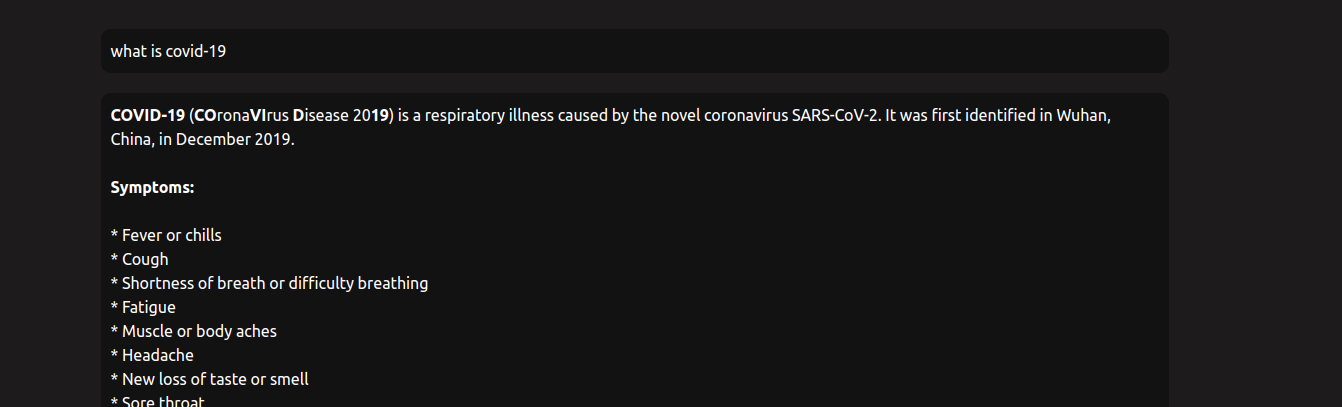 what is covid-19
COVID-19 (COronaVIrus Disease 2019) is a respiratory illness caused by the novel coronavirus SARS-CoV-2. It was first identified in Wuhan,
China, in December 2019.
Symptoms:
* Fever or chills
* Cough
* Shortness of breath or difficulty breathing
* Fatigue
* Muscle or body aches
* Headache
* New loss of taste or smell
* Sore throat